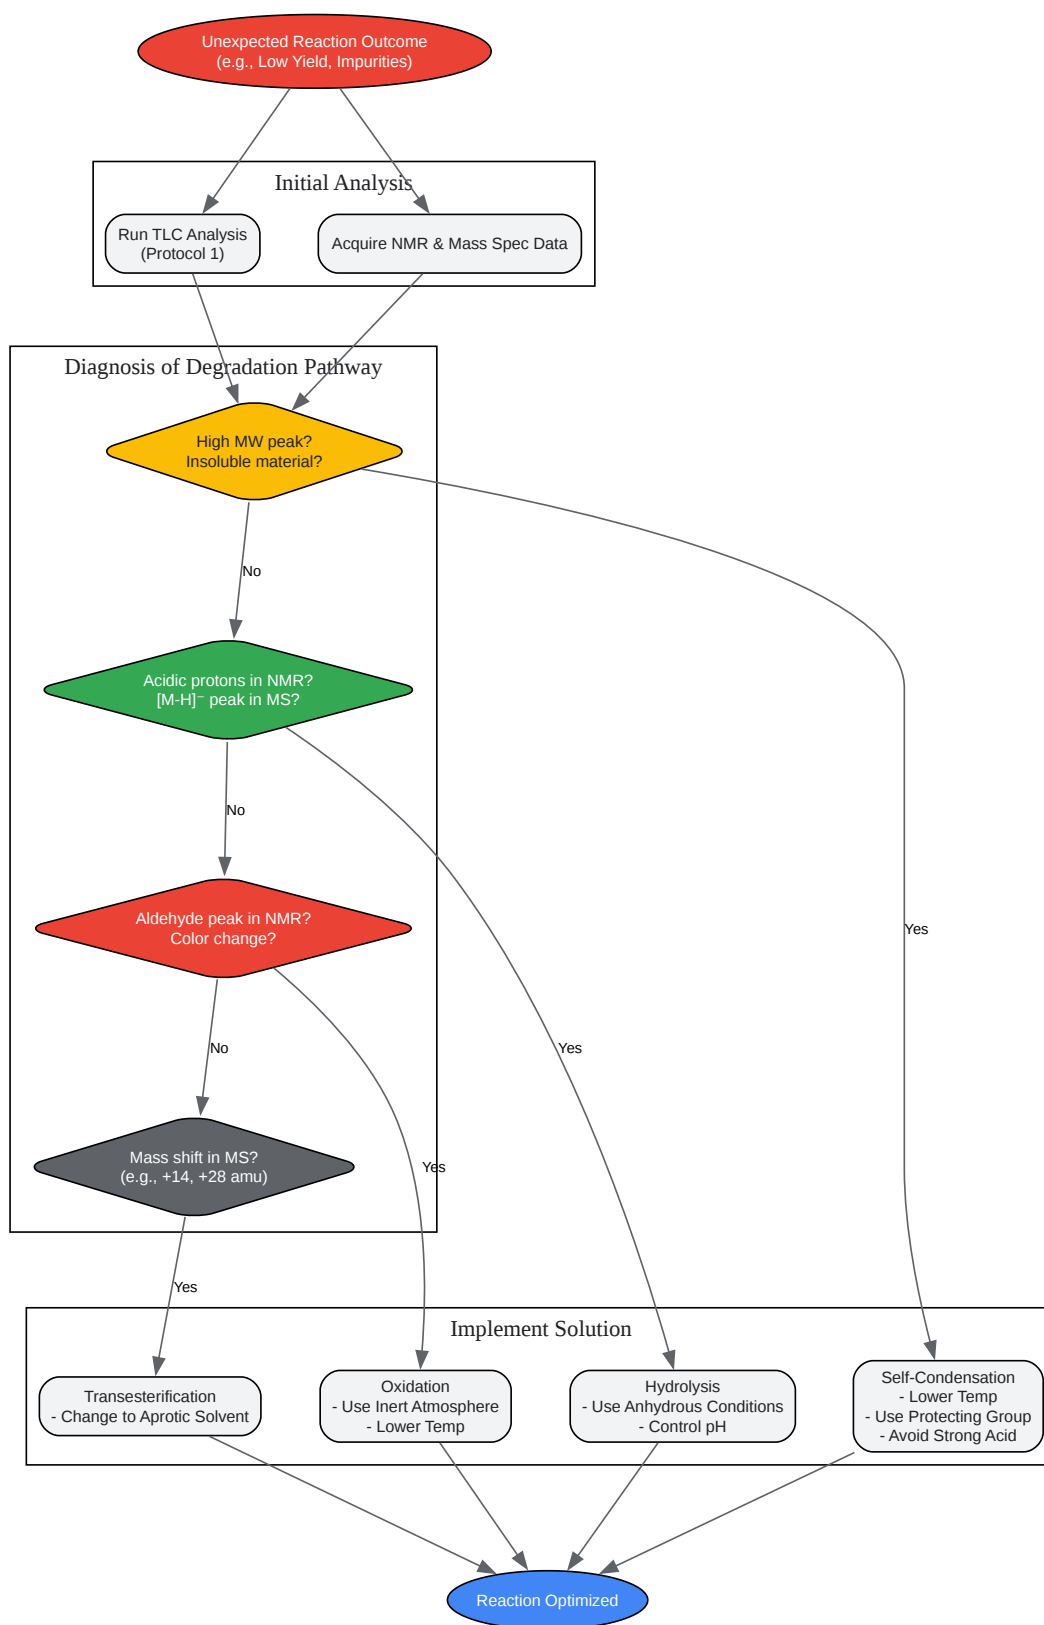 Unexpected Reaction Outcome
(e.g., Low Yield, Impurities)
Initial Analysis
Run TLC Analysis
(Protocol 1)
Acquire NMR & Mass Spec Data
Diagnosis of Degradation Pathway
High MW peak?
Insoluble material?
No
Acidic protons in NMR?
[M-H]⁻ peak in MS?
No
Yes
Aldehyde peak in NMR?
Color change?
No
Yes
Mass shift in MS?
(e.g., +14, +28 amu)
Yes
Yes
Implement Solution
Transesterification
- Change to Aprotic Solvent
Oxidation
- Use Inert Atmosphere
- Lower Temp
Hydrolysis
- Use Anhydrous Conditions
- Control pH
Self-Condensation
- Lower Temp
- Use Protecting Group
- Avoid Strong Acid
Reaction Optimized